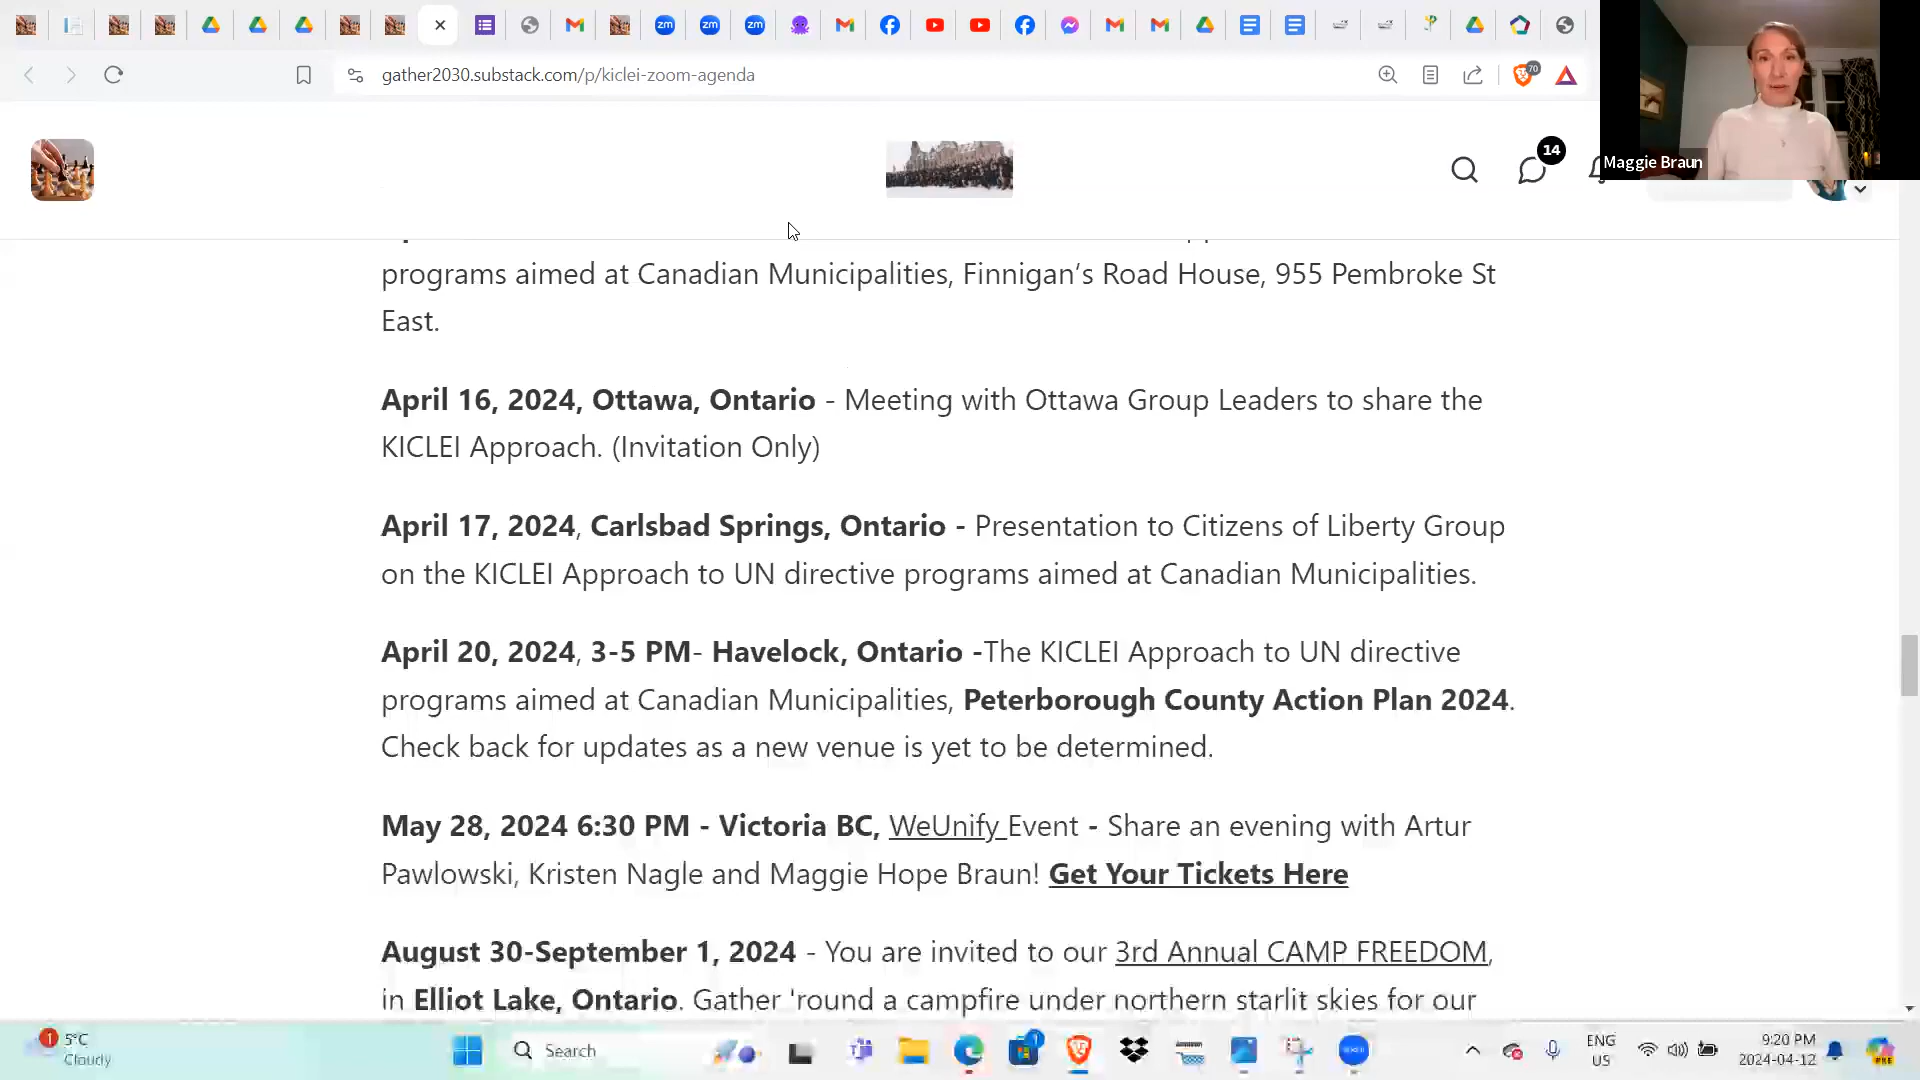 zm
zm
zm
gather2030.substack.com/p/kiclei-zoom-agenda
70
14
Maggie Braun
programs aimed at Canadian Municipalities, Finnigan’s Road House, 955 Pembroke St
East.
April 16, 2024, Ottawa, Ontario - Meeting with Ottawa Group Leaders to share the
KICLEI Approach. (Invitation Only)
April 17, 2024, Carlsbad Springs, Ontario - Presentation to Citizens of Liberty Group
on the KICLEI Approach to UN directive programs aimed at Canadian Municipalities.
April 20, 2024, 3-5 PM- Havelock, Ontario -The KICLEI Approach to UN directive
programs aimed at Canadian Municipalities, Peterborough County Action Plan 2024.
Check back for updates as a new venue is yet to be determined.
May 28, 2024 6:30 PM - Victoria BC, WeUnify Event - Share an evening with Artur
Pawlowski, Kristen Nagle and Maggie Hope Braun! Get Your Tickets Here
August 30-September 1, 2024 - You are invited to our 3rd Annual CAMP FREEDOM,
in Elliot Lake, Ontario. Gather 'round a campfire under northern starlit skies for our
1
5°C
Cloudy
Search
1
ENG
US
9:20 PM
2024-04-12
PRE